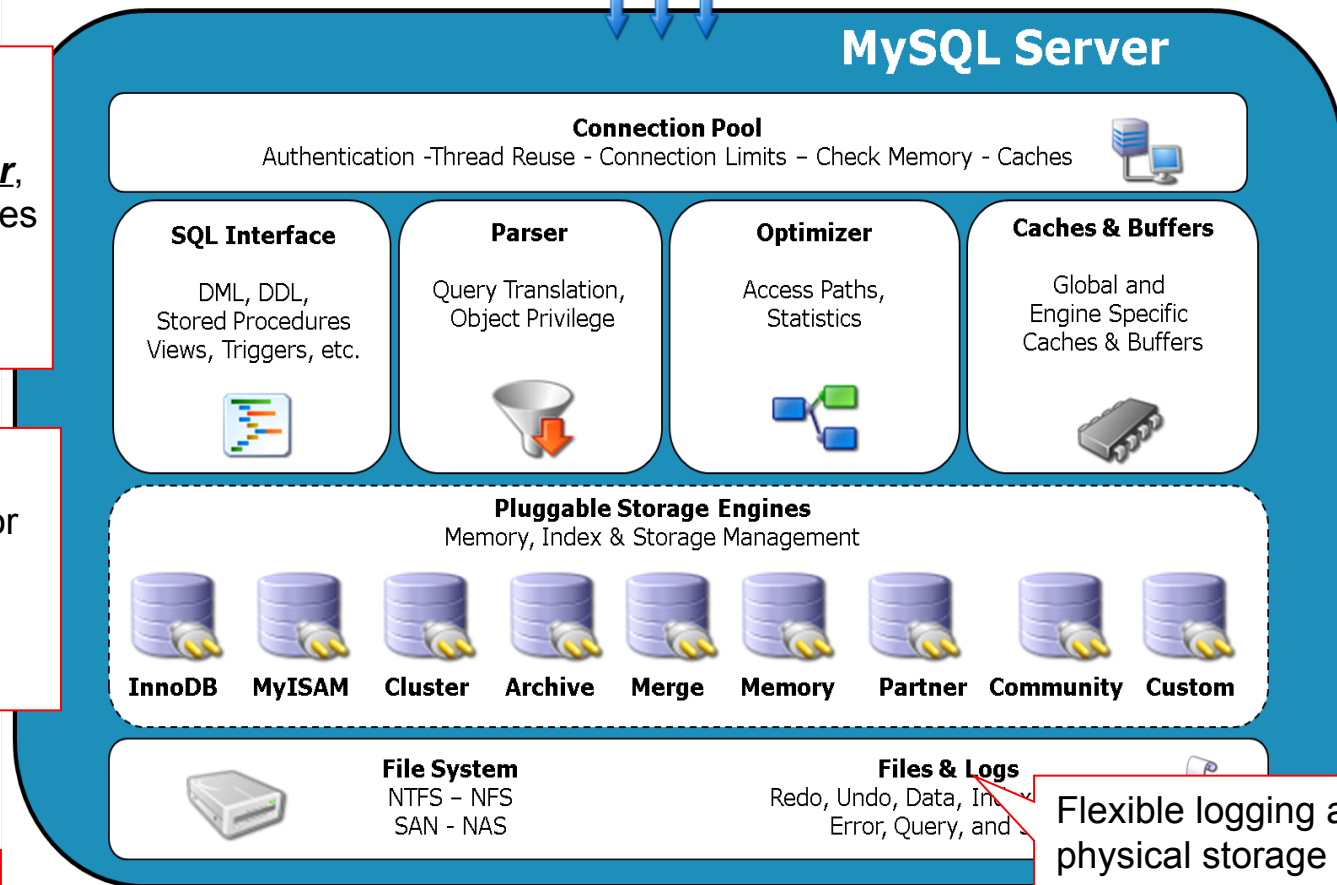 MySQL Server
r,
es
or
Connection Pool
Authentication -Thread Reuse - Connection Limits – Check Memory - Caches
SQL Interface
DML, DDL,
Stored Procedures
Views, Triggers, etc.
Parser
Query Translation,
Object Privilege
Optimizer
Access Paths,
Statistics
Caches & Buffers
Global and
Engine Specific
Caches & Buffers
Pluggable Storage Engines
Memory, Index & Storage Management
InnoDB MyISAM Cluster Archive Merge Memory Partner Community Custom
File System
NTFS – NFS
SAN - NAS
Files & Logs
Redo, Undo, Data,
Error, Query, and
Flexible logging
physical storage